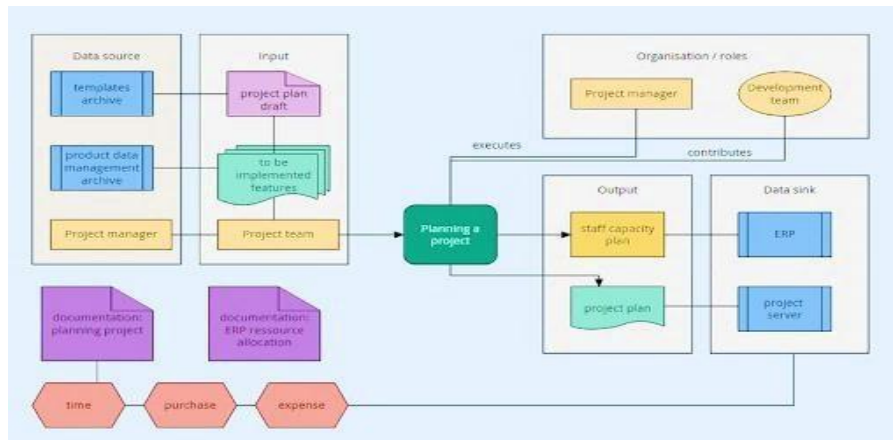 Data source
Input
Organisation / roles
templates
archive
project plan
draft
Project manager
Development
team
executes
contributes
product data
management
archive
to be
implemented
features
Output
Data sink
Project manager
Project team
Planning a
project
staff capacity
plan
ERP
documentation:
planning project
documentation:
ERP ressource
allocation
project plan
project
server
time
purchase
expense